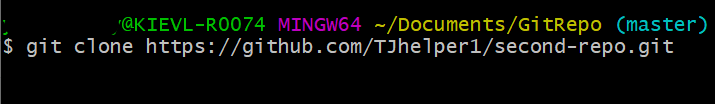 @KIEVL-R0074 MINGW64 ~/Documents/GitRepo (master)
$ git clone https://github.com/TJhelper1/second-repo.git